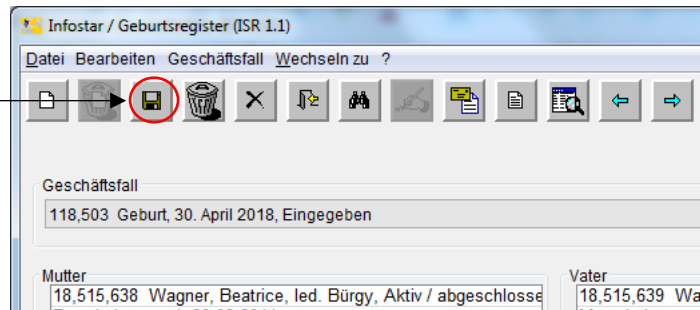 Infostar / Geburtsregister (ISR 1.1)
Datei Bearbeiten Geschäftsfall Wechseln zu ?
Geschäftsfall
118,503 Geburt, 30. April 2018, Eingegeben
Mutter
Vater
18,515,638 Wagner, Beatrice, led. Bürgy, Aktiv / abgeschlosse
18,515,639 Wa